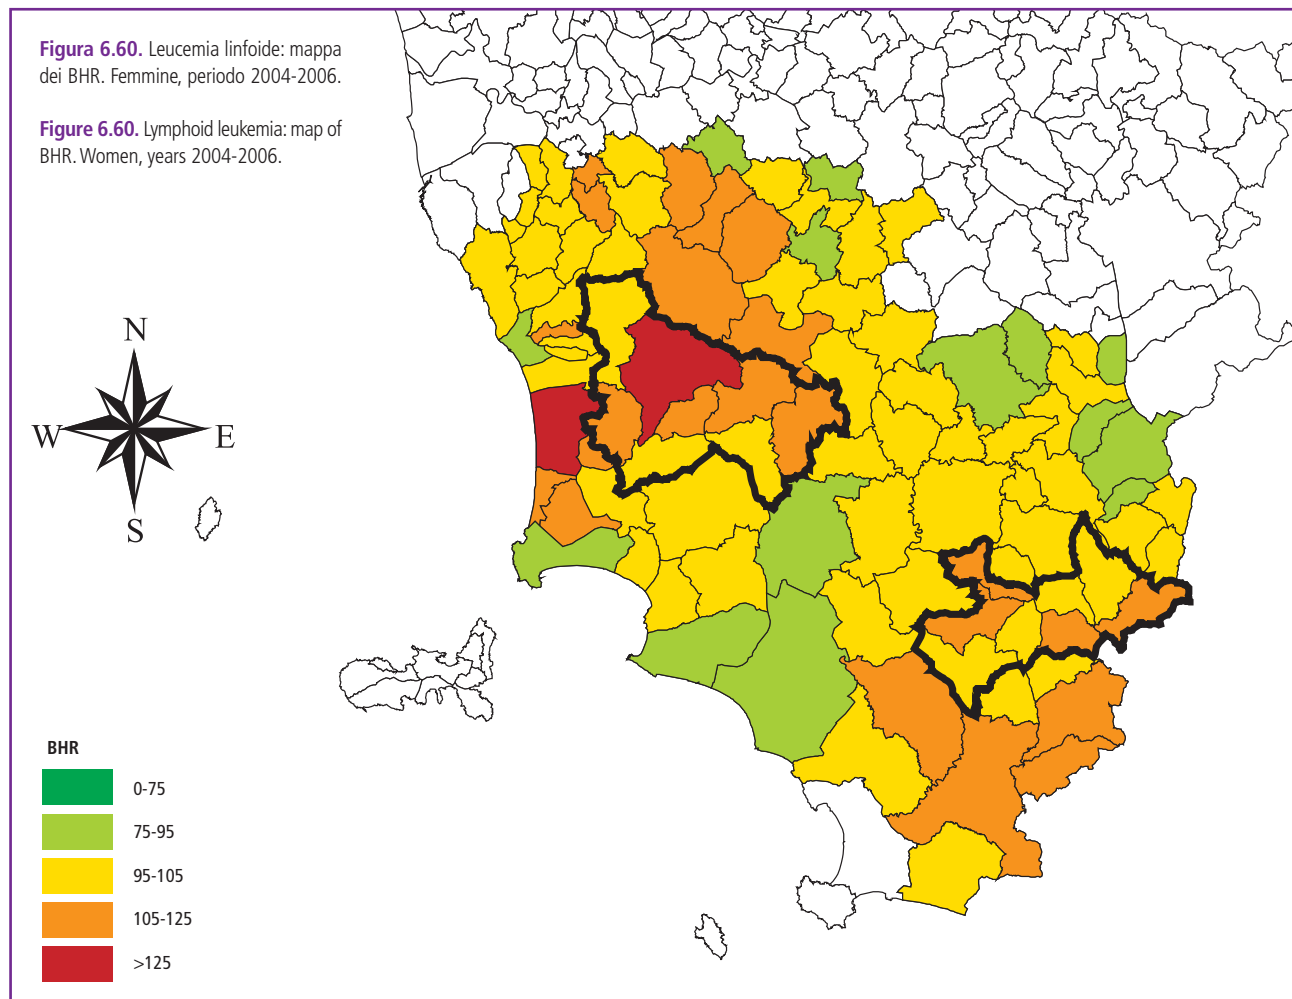 Figura 6.60. Leucemia linfoide: mappa
dei BHR. Femmine, periodo 2004-2006.
Figure 6.60. Lymphoid leukemia: map of
BHR. Women, years 2004-2006.
N
W
E
S
BHR
0-75
75-95
95-105
105-125
>125